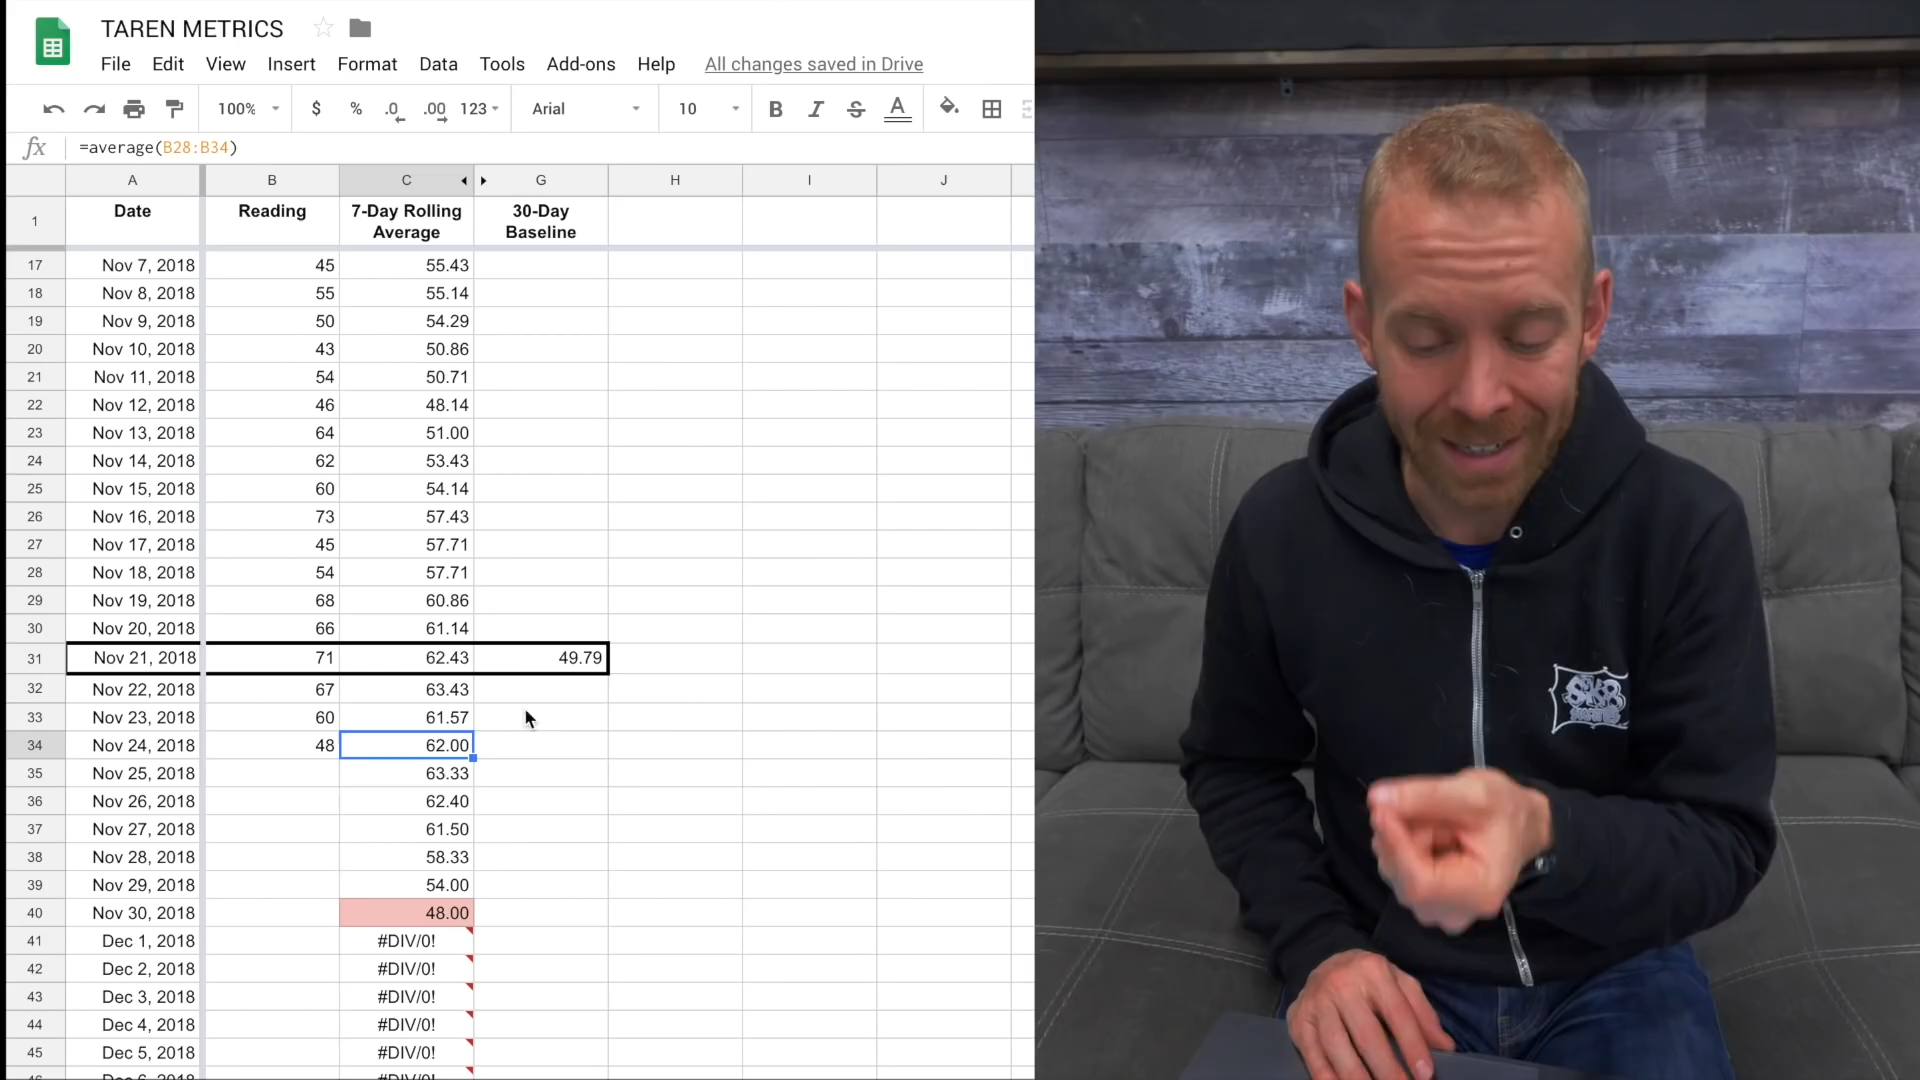 TAREN METRICS
File Edit View Insert Format Data Tools Add-ons Help All changes saved in Drive
100% $ % .0 .00 123 Arial 10 B I S A
fx =average(B28:B34)
A B C G H I J
1 Date Reading 7-Day Rolling Average 30-Day Baseline
17 Nov 7, 2018 45 55.43
18 Nov 8, 2018 55 55.14
19 Nov 9, 2018 50 54.29
20 Nov 10, 2018 43 50.86
21 Nov 11, 2018 54 50.71
22 Nov 12, 2018 46 48.14
23 Nov 13, 2018 64 51.00
24 Nov 14, 2018 62 53.43
25 Nov 15, 2018 60 54.14
26 Nov 16, 2018 73 57.43
27 Nov 17, 2018 45 57.71
28 Nov 18, 2018 54 57.71
29 Nov 19, 2018 68 60.86
30 Nov 20, 2018 66 61.14
31 Nov 21, 2018 71 62.43 49.79
32 Nov 22, 2018 67 63.43
33 Nov 23, 2018 60 61.57
34 Nov 24, 2018 48 62.00
35 Nov 25, 2018 63.33
36 Nov 26, 2018 62.40
37 Nov 27, 2018 61.50
38 Nov 28, 2018 58.33
39 Nov 29, 2018 54.00
40 Nov 30, 2018 48.00
41 Dec 1, 2018 #DIV/0!
42 Dec 2, 2018 #DIV/0!
43 Dec 3, 2018 #DIV/0!
44 Dec 4, 2018 #DIV/0!
45 Dec 5, 2018 #DIV/0!
46 Dec 6, 2018 #DIV/0!